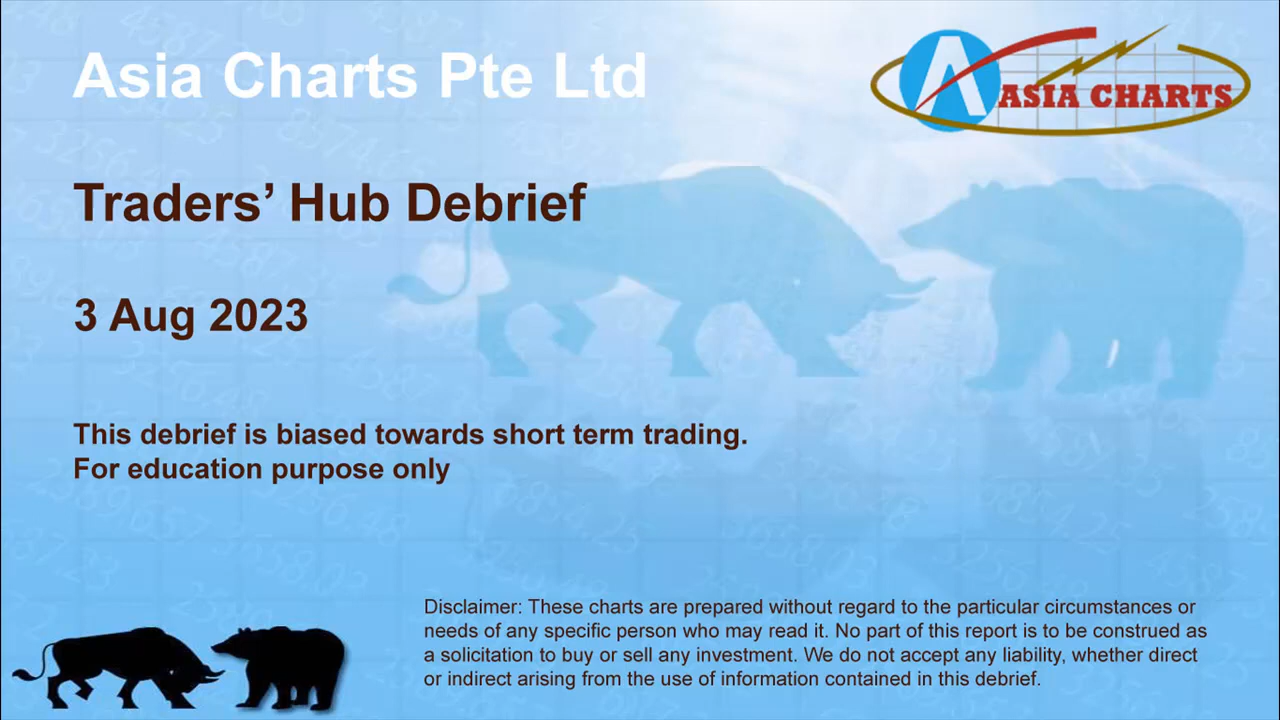 Asia Charts Pte Ltd
A ASIA CHARTS
Traders’ Hub Debrief
3 Aug 2023
This debrief is biased towards short term trading.
For education purpose only
Disclaimer: These charts are prepared without regard to the particular circumstances or
needs of any specific person who may read it. No part of this report is to be construed as
a solicitation to buy or sell any investment. We do not accept any liability, whether direct
or indirect arising from the use of information contained in this debrief.